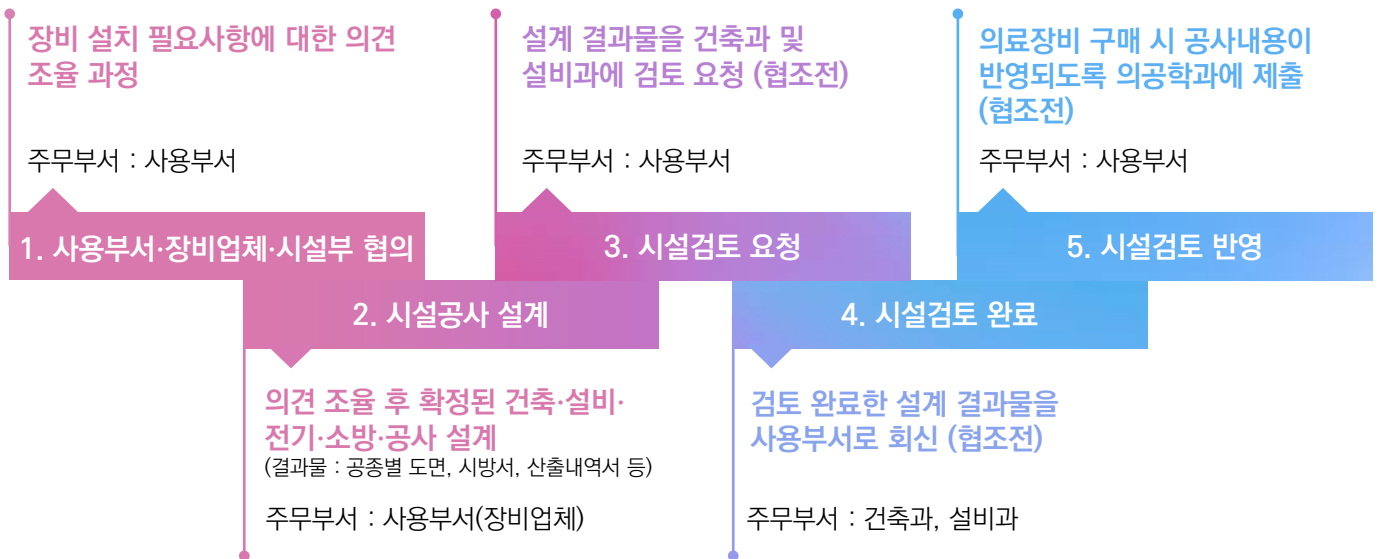 장비 설치 필요사항에 대한 의견
조율 과정
주무부서 : 사용부서
1. 사용부서·장비업체·시설부 협의
2. 시설공사 설계
의견 조율 후 확정된 건축·설비·
전기·소방·공사 설계
(결과물 : 공종별 도면, 시방서, 산출내역서 등)
주무부서 : 사용부서(장비업체)
설계 결과물을 건축과 및
설비과에 검토 요청 (협조전)
주무부서 : 사용부서
3. 시설검토 요청
4. 시설검토 완료
검토 완료한 설계 결과물을
사용부서로 회신 (협조전)
주무부서 : 건축과, 설비과
의료장비 구매 시 공사내용이
반영되도록 의공학과에 제출
(협조전)
주무부서 : 사용부서
5. 시설검토 반영